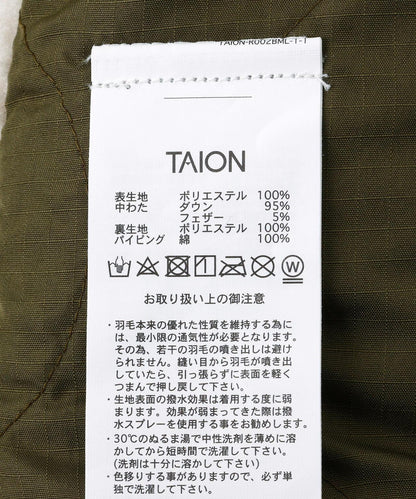 TAION-R002BML-1-1
TAION
表生地 ポリエステル 100%
中わた ダウン 95%
フェザー 5%
裏生地 ポリエステル 100%
パイピング 綿 100%
W
お取り扱い上の御注意
・羽毛本来の優れた性質を維持する為に
は、最小限の通気性が必要となります。
その為、若干の羽毛の噴き出しは避け
られません。縫い目から羽毛が噴き出
していたら、引っ張らずに表面を軽く
つまんで押し戻して下さい。
・生地表面の撥水効果は着用する度に弱
まります。効果が弱まってきた際は撥
水スプレーを使用する事をお勧めします。
・30℃のぬるま湯で中性洗剤を薄めに溶
かしてから短時間で洗濯して下さい。
(洗剤は十分に溶かして下さい)
・色移りする事がありますので、必ず単
独で洗濯して下さい。